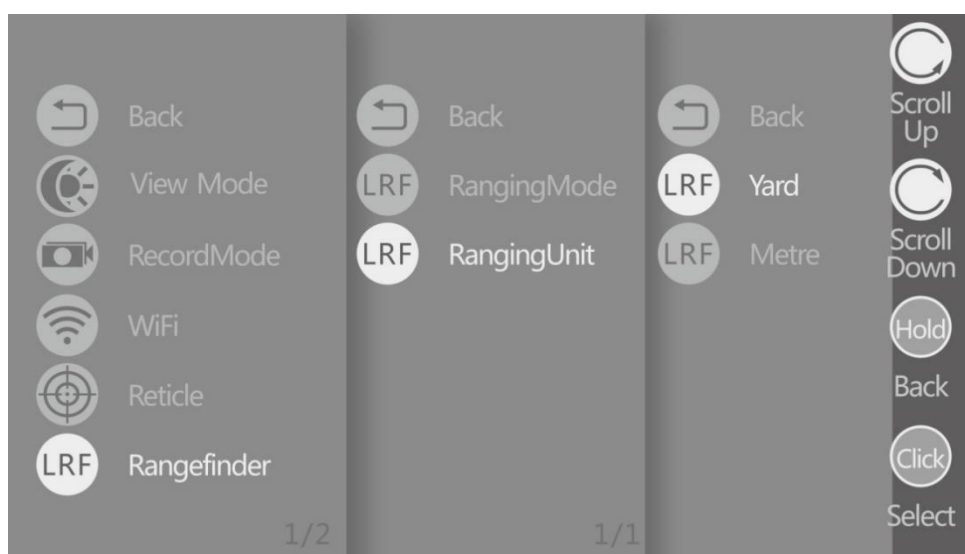 Back
View Mode
RecordMode
WiFi
Reticle
LRF Rangefinder
1/2
Back
LRF RangingMode
LRF RangingUnit
1/1
Back
LRF Yard
LRF Metre
Scroll
Up
Scroll
Down
Hold
Back
Click
Select